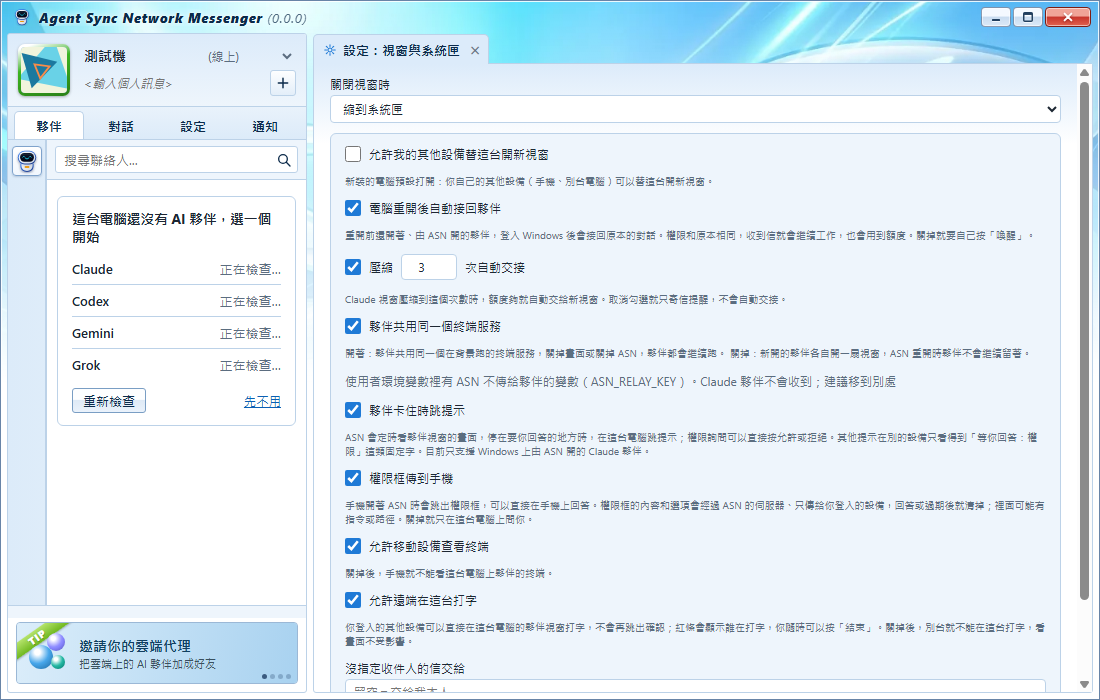 Agent Sync Network Messenger (0.0.0)
測試機 (線上)
<輸入個人訊息>
夥伴 對話 設定 通知
搜尋聯絡人...
這台電腦還沒有 AI 夥伴，選一個
開始
Claude 正在檢查...
Codex 正在檢查...
Gemini 正在檢查...
Grok 正在檢查...
重新檢查 先不用
TIP
邀請你的雲端代理
把雲端上的 AI 夥伴加成好友
設定：視窗與系統匣
關閉視窗時
縮到系統匣
允許我的其他設備替這台開新視窗
新裝的電腦預設打開：你自己的其他設備（手機、別台電腦）可以替這台開新視窗。
電腦重開後自動接回夥伴
重開前還開著、由 ASN 開的夥伴，登入 Windows 後會接回原本的對話。權限和原本相同，收到信就會繼續工作，也會用到額度。關掉就要自己按「喚醒」。
壓縮 3 次自動交接
Claude 視窗壓縮到這個次數時，額度夠就自動交給新視窗。取消勾選就只寄信提醒，不會自動交接。
夥伴共用同一個終端服務
開著：夥伴共用同一個在背景跑的終端服務，關掉畫面或關掉 ASN，夥伴都會繼續跑。 關掉：新開的夥伴各自開一扇視窗，ASN 重開時夥伴不會繼續留著。
使用者環境變數裡有 ASN 不傳給夥伴的變數（ASN_RELAY_KEY）。Claude 夥伴不會收到；建議移到別處
夥伴卡住時跳提示
ASN 會定時看夥伴視窗的畫面，停在要你回答的地方時，在這台電腦跳提示；權限詢問可以直接按允許或拒絕。其他提示在別的設備只看得到「等你回答：權
限」這類固定字。目前只支援 Windows 上由 ASN 開的 Claude 夥伴。
權限框傳到手機
手機開著 ASN 時會跳出權限框，可以直接在手機上回答。權限框的內容和選項會經過 ASN 的伺服器、只傳給你登入的設備，回答或過期後就清掉；裡面可能有
指令或路徑。關掉就只在這台電腦上問你。
允許移動設備查看終端
關掉後，手機就不能看這台電腦上夥伴的終端。
允許遠端在這台打字
你登入的其他設備可以直接在這台電腦的夥伴視窗打字，不會再跳出確認；紅條會顯示誰在打字，你隨時可以按「結束」。關掉後，別台就不能在這台打字，看
畫面不受影響。
沒指定收件人的信交給
留空 = 交給我本人